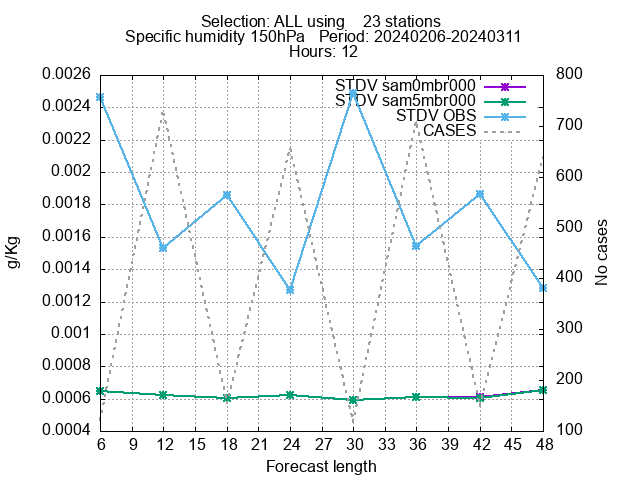 Selection: ALL using    23 stations
Specific humidity 150hPa   Period: 20240206-20240311
Hours: 12
STDV sam0mbr000
STDV sam5mbr000
STDV OBS
CASES
g/Kg
0.0026
0.0024
0.0022
0.002
0.0018
0.0016
0.0014
0.0012
0.001
0.0008
0.0006
0.0004
800
700
600
500
400
300
200
100
No cases
6 9 12 15 18 21 24 27 30 33 36 39 42 45 48
Forecast length